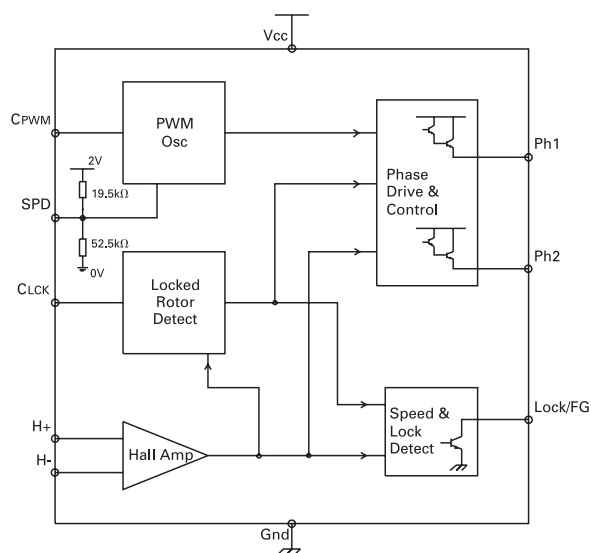 Vcc
CPWM
PWM
Osc
Ph1
2V
19.5kΩ
Phase
Drive &
Control
SPD
52.5kΩ
0V
Ph2
CLCK
Locked
Rotor
Detect
Lock/FG
Speed &
Lock
Detect
H+
H-
Hall Amp
Gnd